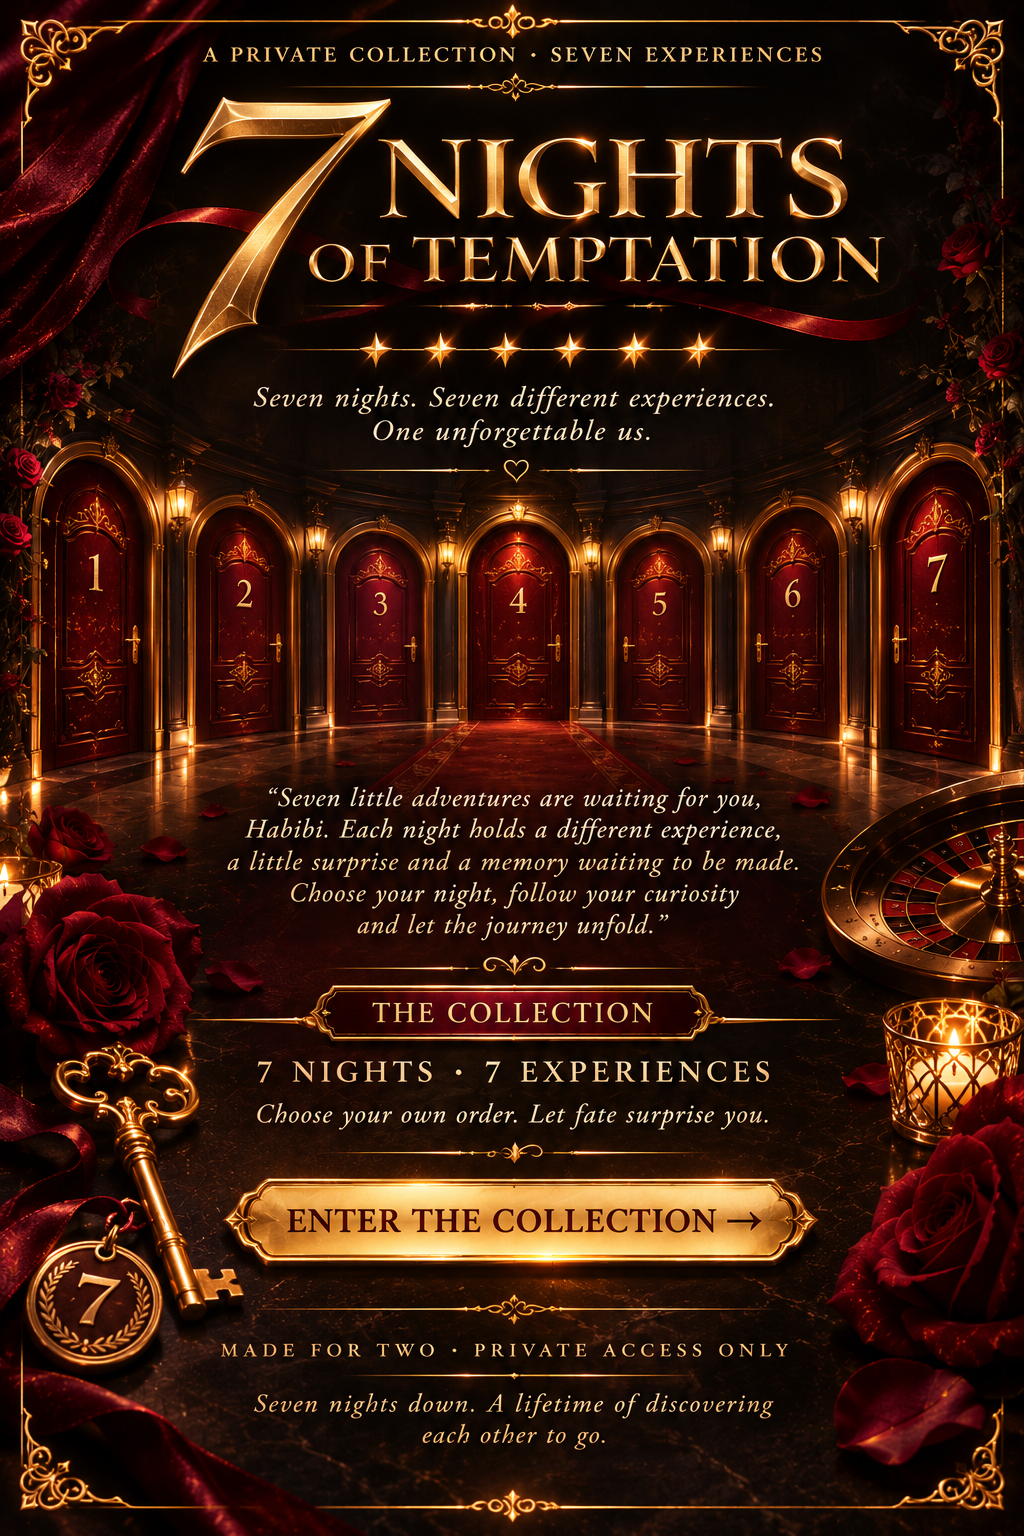 A PRIVATE COLLECTION · SEVEN EXPERIENCES
7 NIGHTS
OF TEMPTATION
Seven nights. Seven different experiences.
One unforgettable us.
1 2 3 4 5 6 7
“Seven little adventures are waiting for you,
Habibi. Each night holds a different experience,
a little surprise and a memory waiting to be made.
Choose your night, follow your curiosity
and let the journey unfold.”
THE COLLECTION
7 NIGHTS · 7 EXPERIENCES
Choose your own order. Let fate surprise you.
ENTER THE COLLECTION →
7
MADE FOR TWO · PRIVATE ACCESS ONLY
Seven nights down. A lifetime of discovering
each other to go.